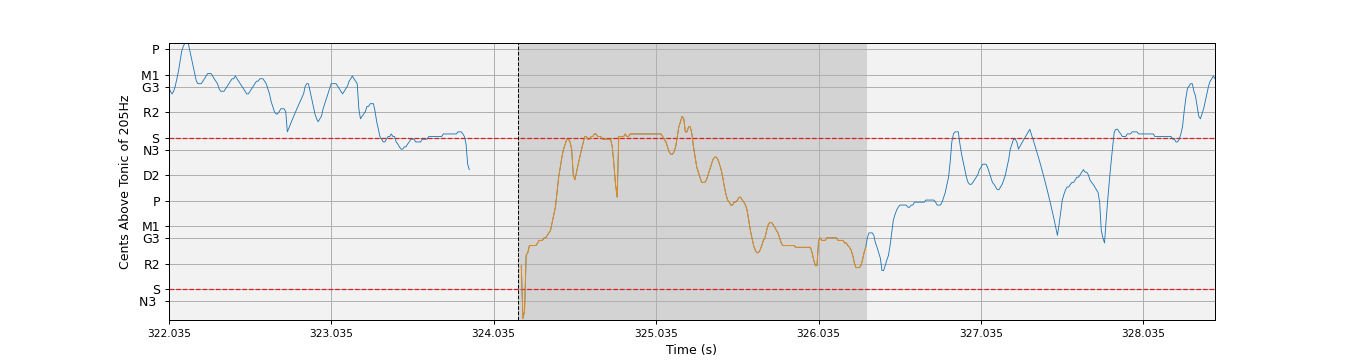 P
M1
G3
R2
S
N3
D2
P
M1
G3
R2
S
N3
Cents Above Tonic of 205Hz
322.035 323.035 324.035 325.035 326.035 327.035 328.035
Time (s)